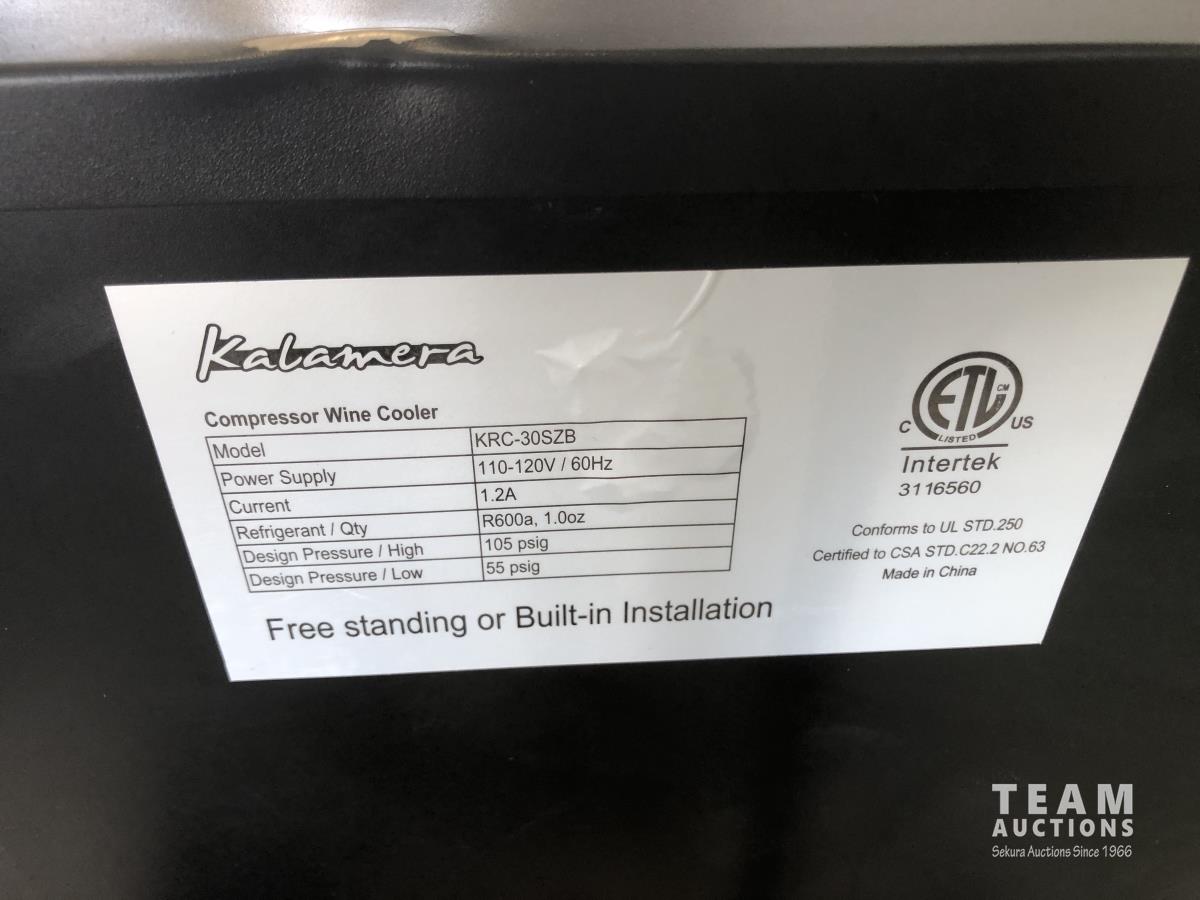 Kalamera
Compressor Wine Cooler
Model KRC-30SZB
Power Supply 110-120V / 60Hz
Current 1.2A
Refrigerant / Qty R600a, 1.0oz
Design Pressure / High 105 psig
Design Pressure / Low 55 psig
Free standing or Built-in Installation
ETL CM
C LISTED US
Intertek
3116560
Conforms to UL STD.250
Certified to CSA STD.C22.2 NO.63
Made in China
TEAM
AUCTIONS
Sekura Auctions Since 1966